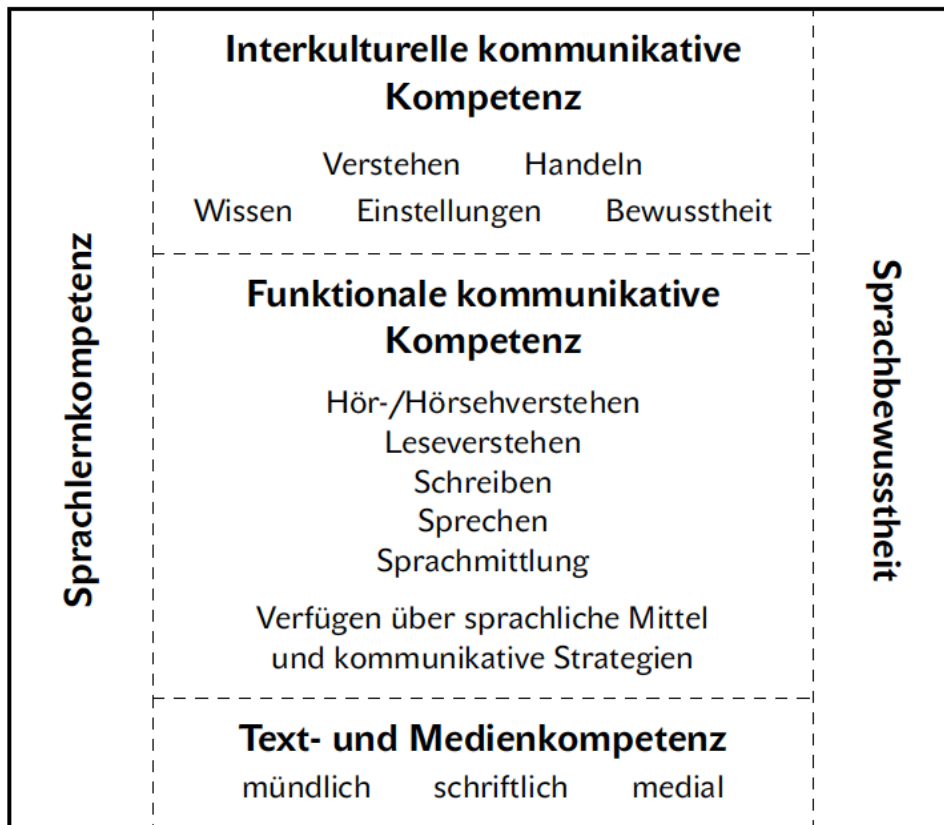 Sprachlernkompetenz
Interkulturelle kommunikative
Kompetenz
Verstehen Handeln
Wissen Einstellungen Bewusstheit
Funktionale kommunikative
Kompetenz
Hör-/Hörsehverstehen
Leseverstehen
Schreiben
Sprechen
Sprachmittlung
Verfügen über sprachliche Mittel
und kommunikative Strategien
Text- und Medienkompetenz
mündlich schriftlich medial
Sprachbewusstheit